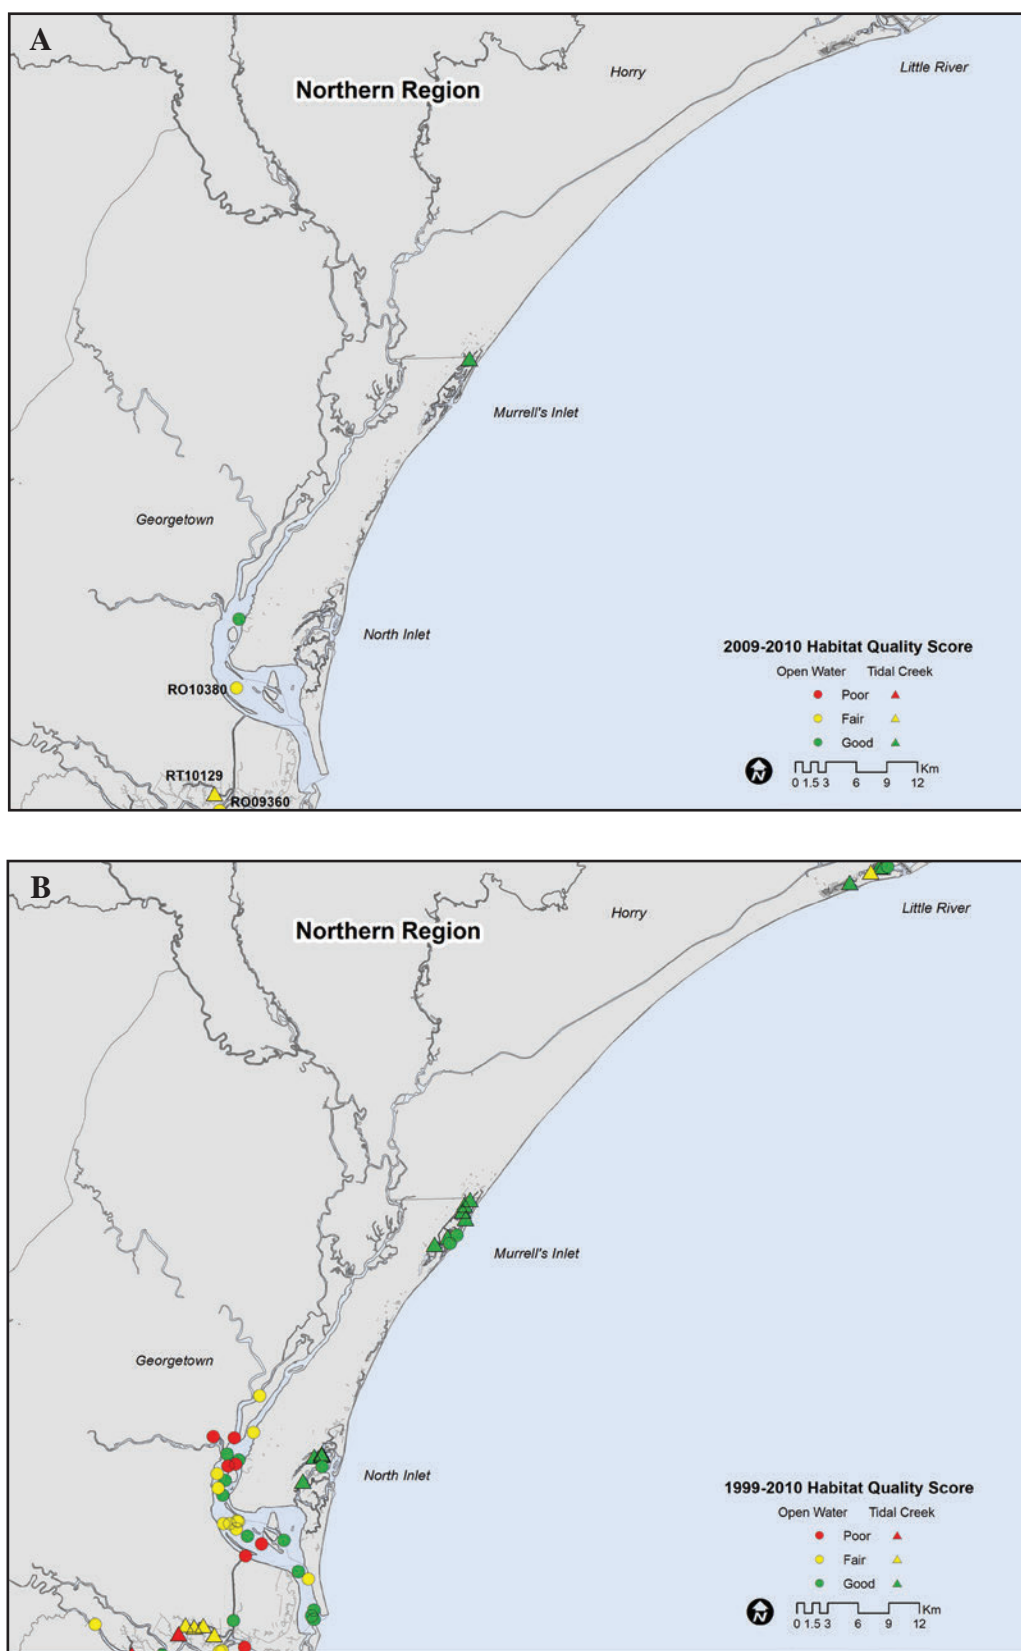 A
Northern Region
Horry
Little River
Murrell's Inlet
Georgetown
North Inlet
RO10380
RT10129
RO09360
2009-2010 Habitat Quality Score
Open Water Tidal Creek
Poor
Fair
Good
N
Km
0 1.5 3 6 9 12
B
Northern Region
Horry
Little River
Murrell's Inlet
Georgetown
North Inlet
1999-2010 Habitat Quality Score
Open Water Tidal Creek
Poor
Fair
Good
N
Km
0 1.5 3 6 9 12